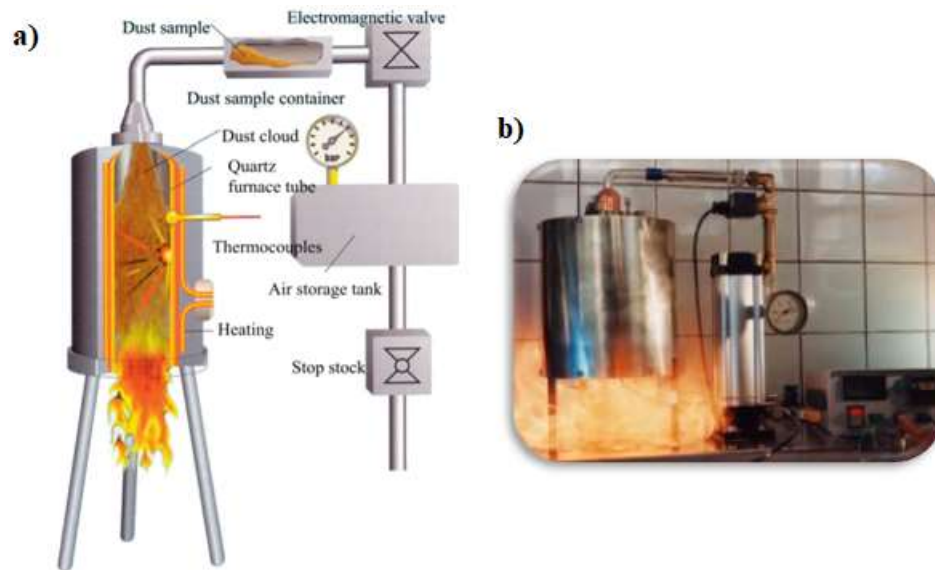 a)
Dust sample
Electromagnetic valve
Dust sample container
Dust cloud
Quartz
furnace tube
BAP
Thermocouples
Air storage tank
Heating
Stop stock
b)